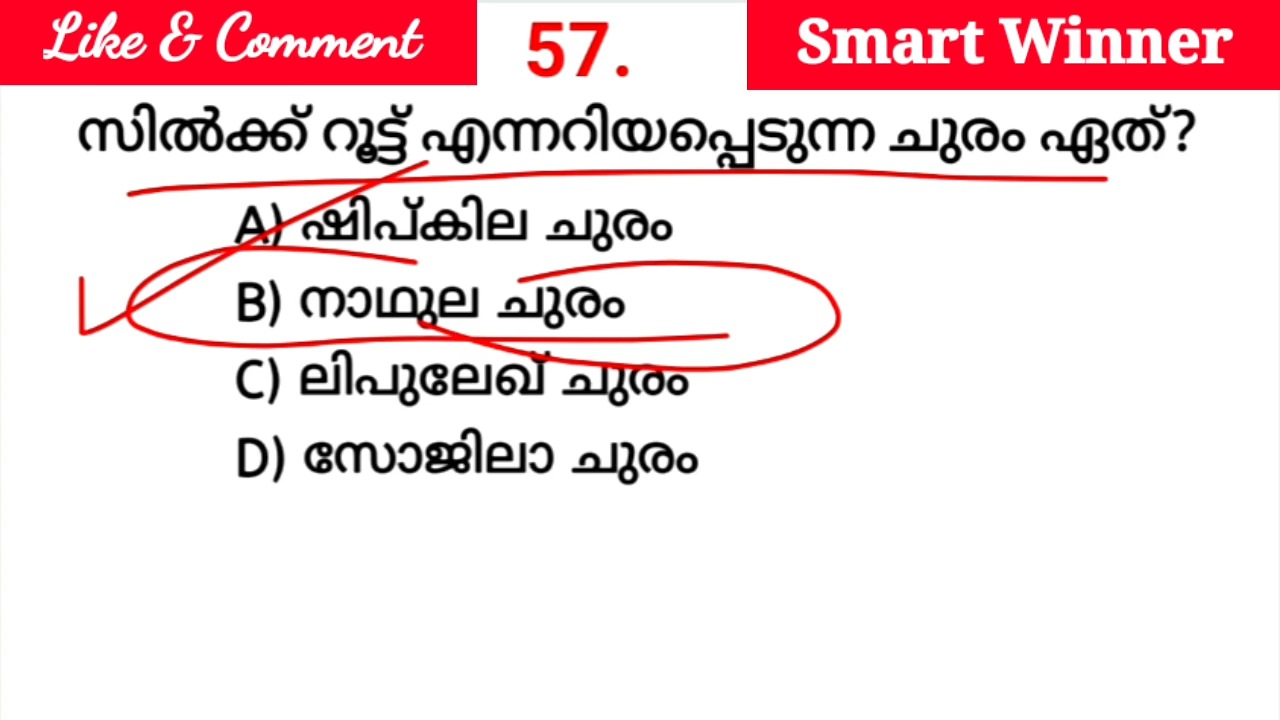 Like & Comment
57.
Smart Winner
സിൽക്ക് റൂട്ട് എന്നറിയപ്പെടുന്ന ചുരം ഏത്?
A) ഷിപ്കില ചുരം
B) നാഥുല ചുരം
C) ലിപുലേഖ് ചുരം
D) സോജിലാ ചുരം